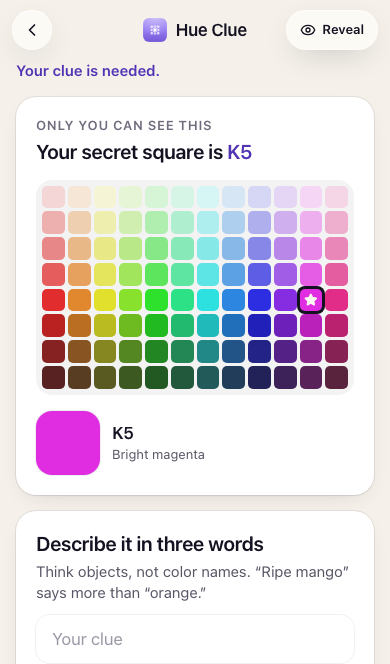 Hue Clue
Reveal
Your clue is needed.
ONLY YOU CAN SEE THIS
Your secret square is K5
K5
Bright magenta
Describe it in three words
Think objects, not color names. “Ripe mango”
says more than “orange.”
Your clue